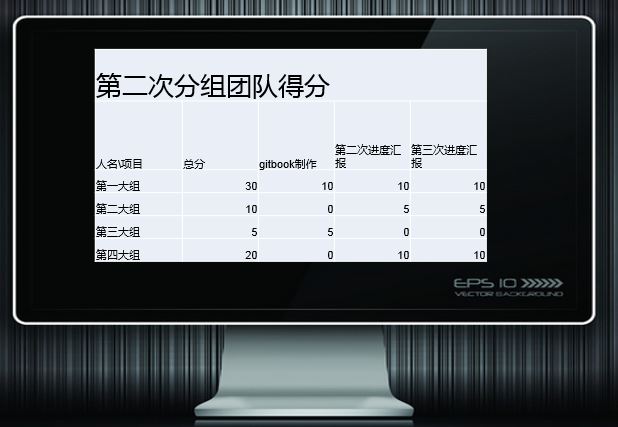 第二次分组团队得分
人名\项目 总分 gitbook制作 第二次进度汇报 第三次进度汇报
第一大组 30 10 10 10
第二大组 10 0 5 5
第三大组 5 5 0 0
第四大组 20 0 10 10
EPS 10
VECTOR BACKGROUND